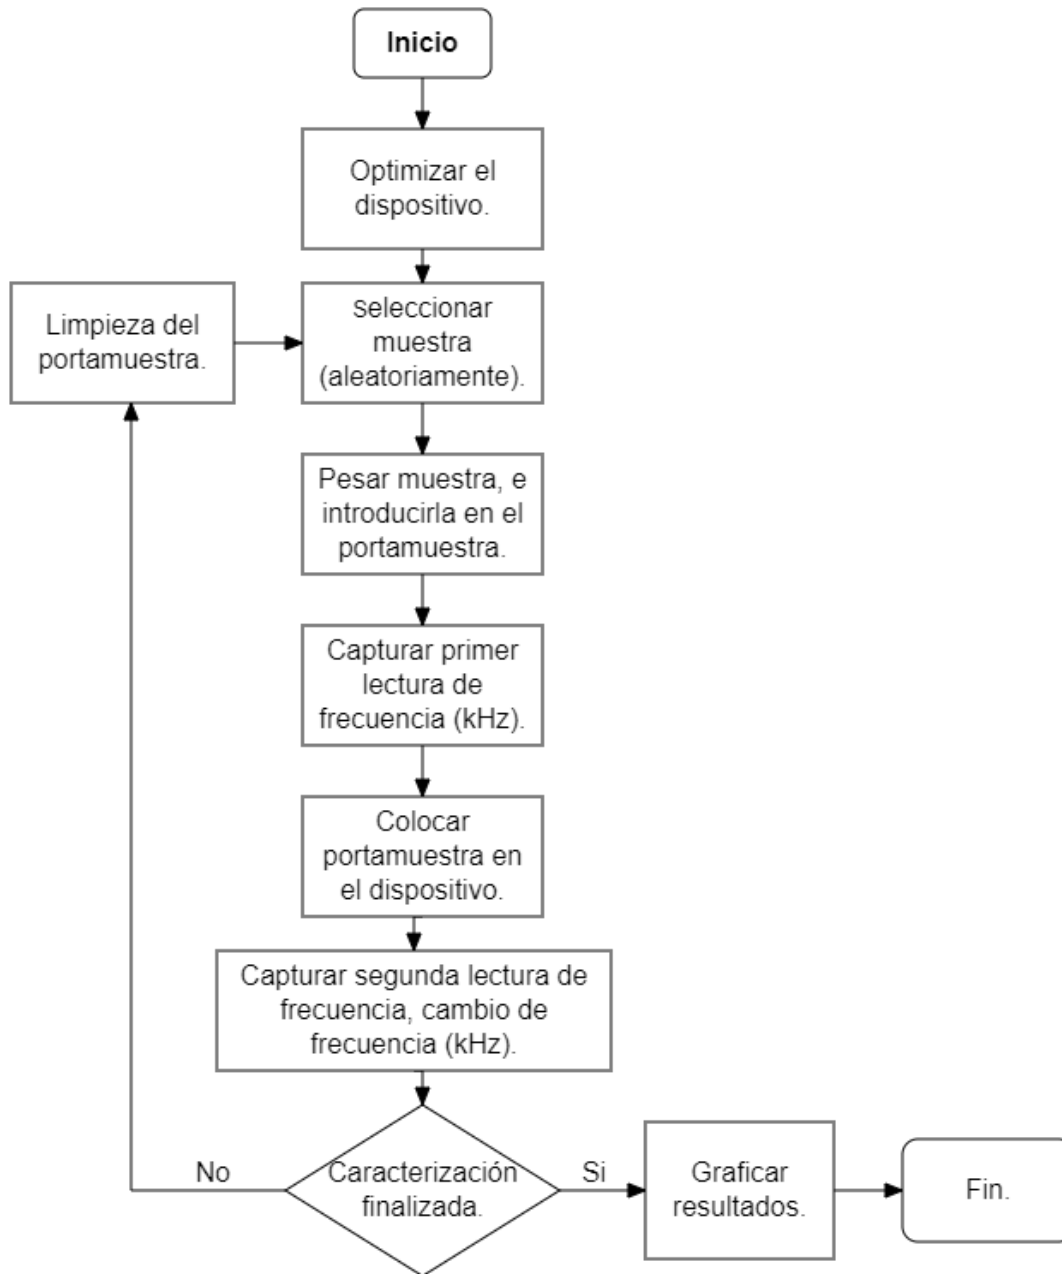 Inicio
Optimizar el
dispositivo.
Limpieza del
portamuestra.
Seleccionar
muestra
(aleatoriamente).
Pesar muestra, e
introducirla en el
portamuestra.
Capturar primer
lectura de
frecuencia (kHz).
Colocar
portamuestra en
el dispositivo.
Capturar segunda lectura de
frecuencia, cambio de
frecuencia (kHz).
No
Caracterización
finalizada.
Si
Graficar
resultados.
Fin.